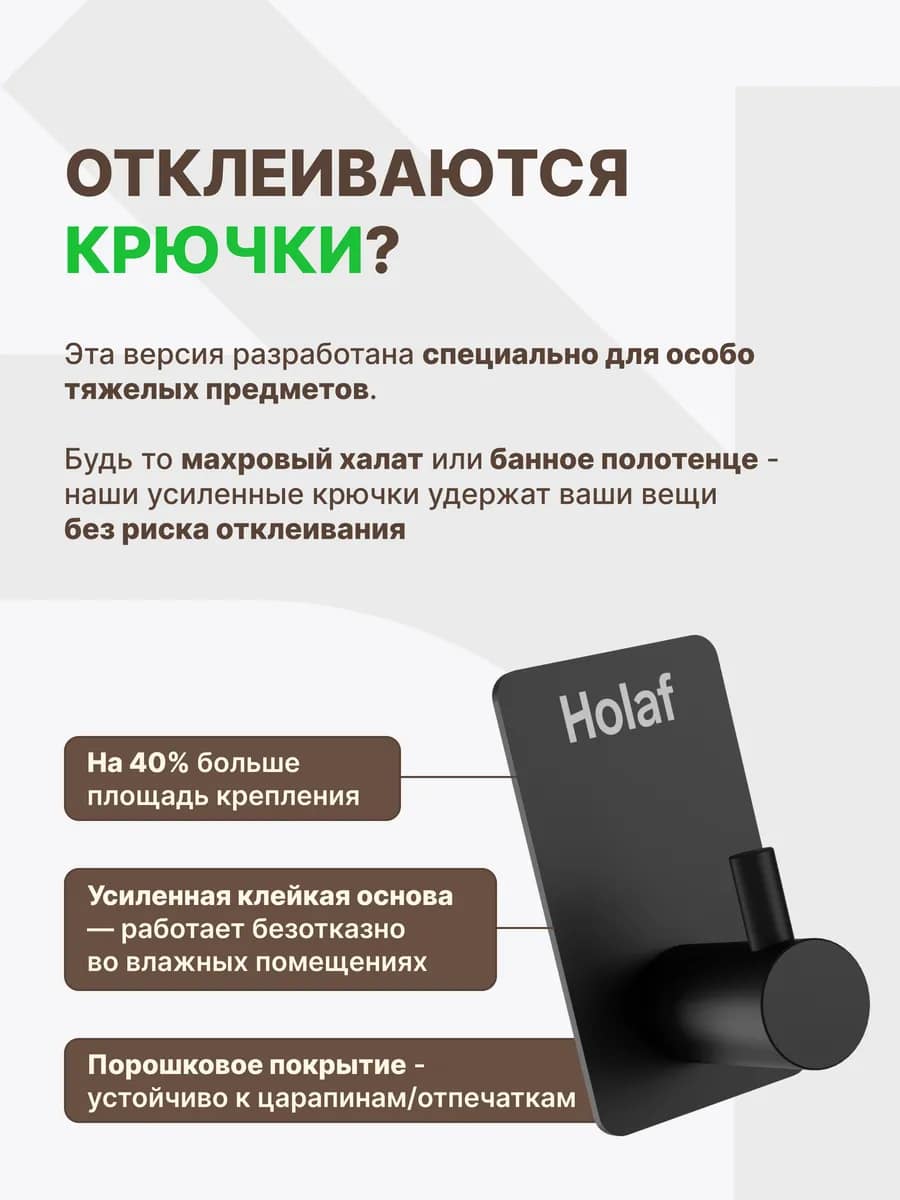 ОТКЛЕИВАЮТСЯ
КРЮЧКИ?
Эта версия разработана специально для особо
тяжелых предметов.
Будь то махровый халат или банное полотенце -
наши усиленные крючки удержат ваши вещи
без риска отклеивания
Holaf
На 40% больше
площадь крепления
Усиленная клейкая основа
— работает безотказно
во влажных помещениях
Порошковое покрытие -
устойчиво к царапинам/отпечаткам